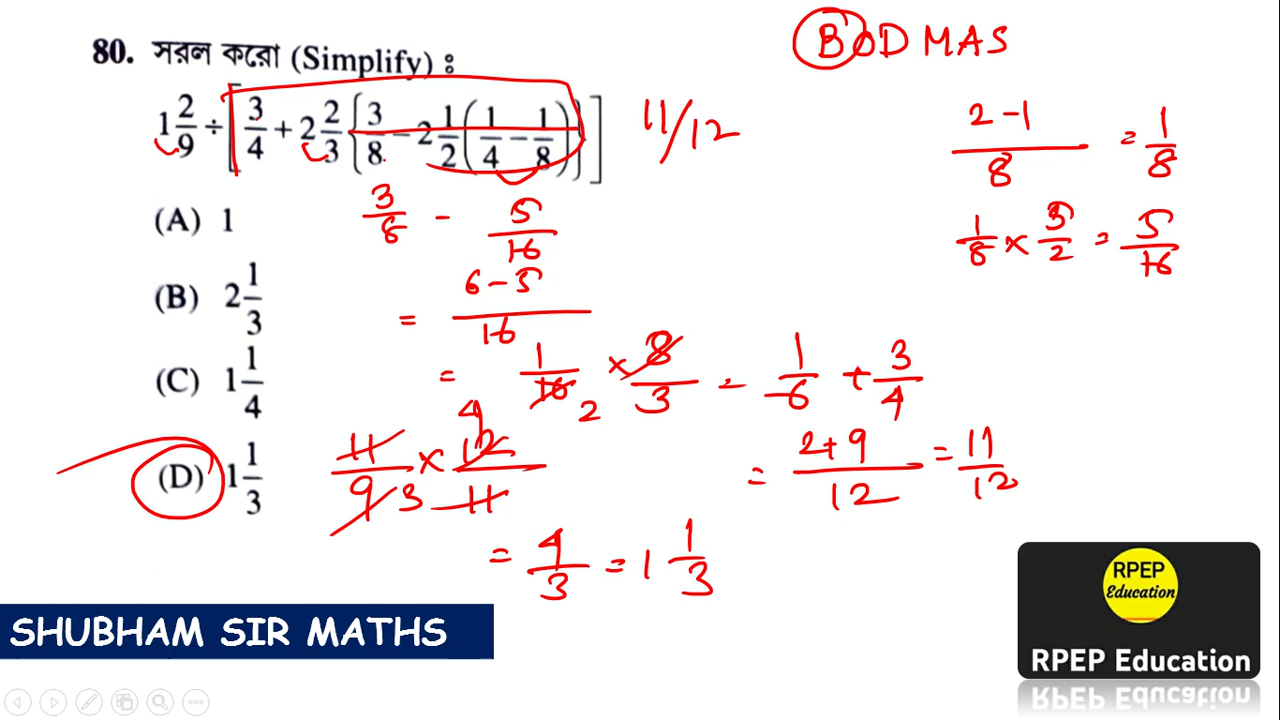 80. সরল করো (Simplify) :
1 2/9 ÷ [3/4 + 2 2/3 {3/8 − 2 1/2 (1/4 − 1/8)}]
(A) 1
(B) 2 1/3
(C) 1 1/4
(D) 1 1/3
11/12
BODMAS
2-1/8 = 1/8
1/8 × 5/2 = 5/16
3/8 - 5/16
= 6-5/16
= 1/16 2 × 8/3 = 1/6 + 3/4
= 2+9/12 = 11/12
11/9 3 × 12 4/11
= 4/3 = 1 1/3
SHUBHAM SIR MATHS
RPEP
Education
RPEP Education